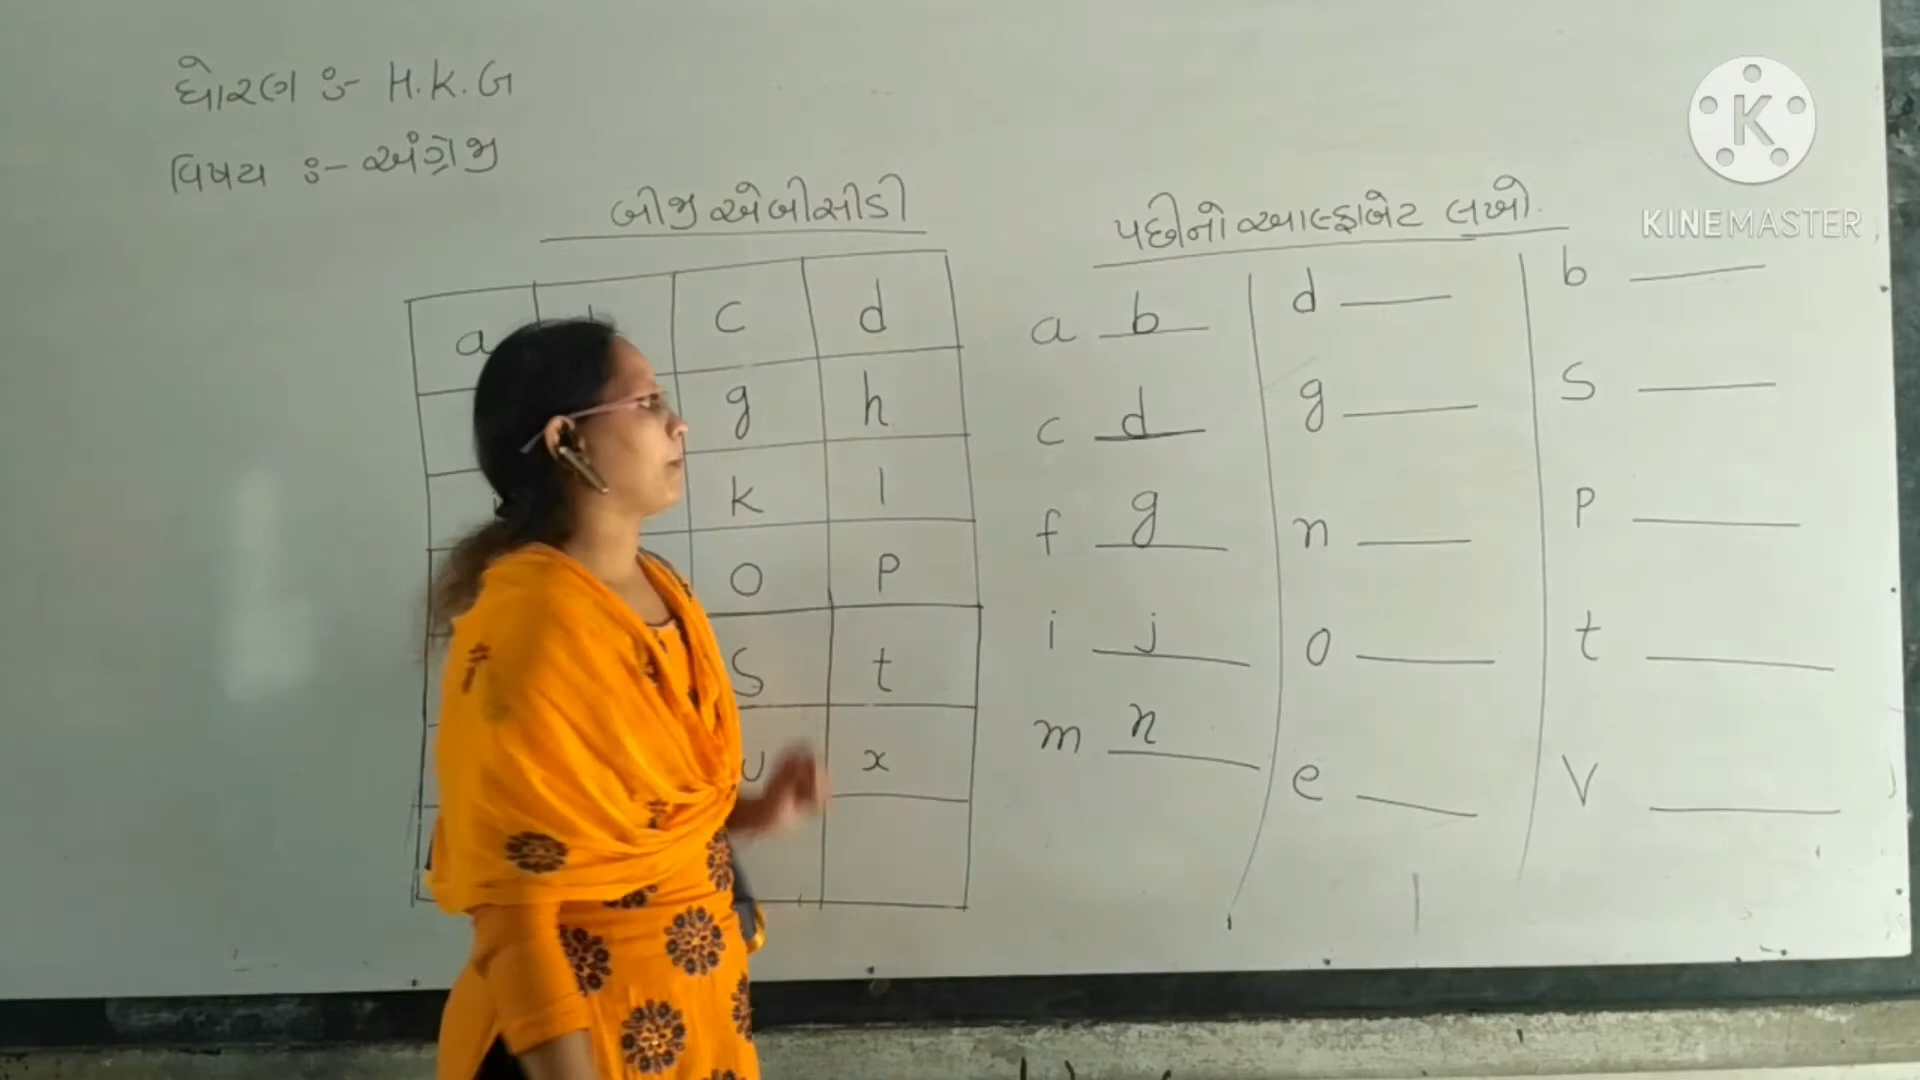 ધોરણ ઃ- H.K.G
વિષય ઃ- અંગ્રેજી
બીજી એબીસીડી
a c d
g h
i k l
o p
s t
u x
પછીનો આલ્ફાબેટ લખો.
a b
c d
f g
i j
m n
d
g
n
o
e
b
s
p
t
v
K
KINEMASTER